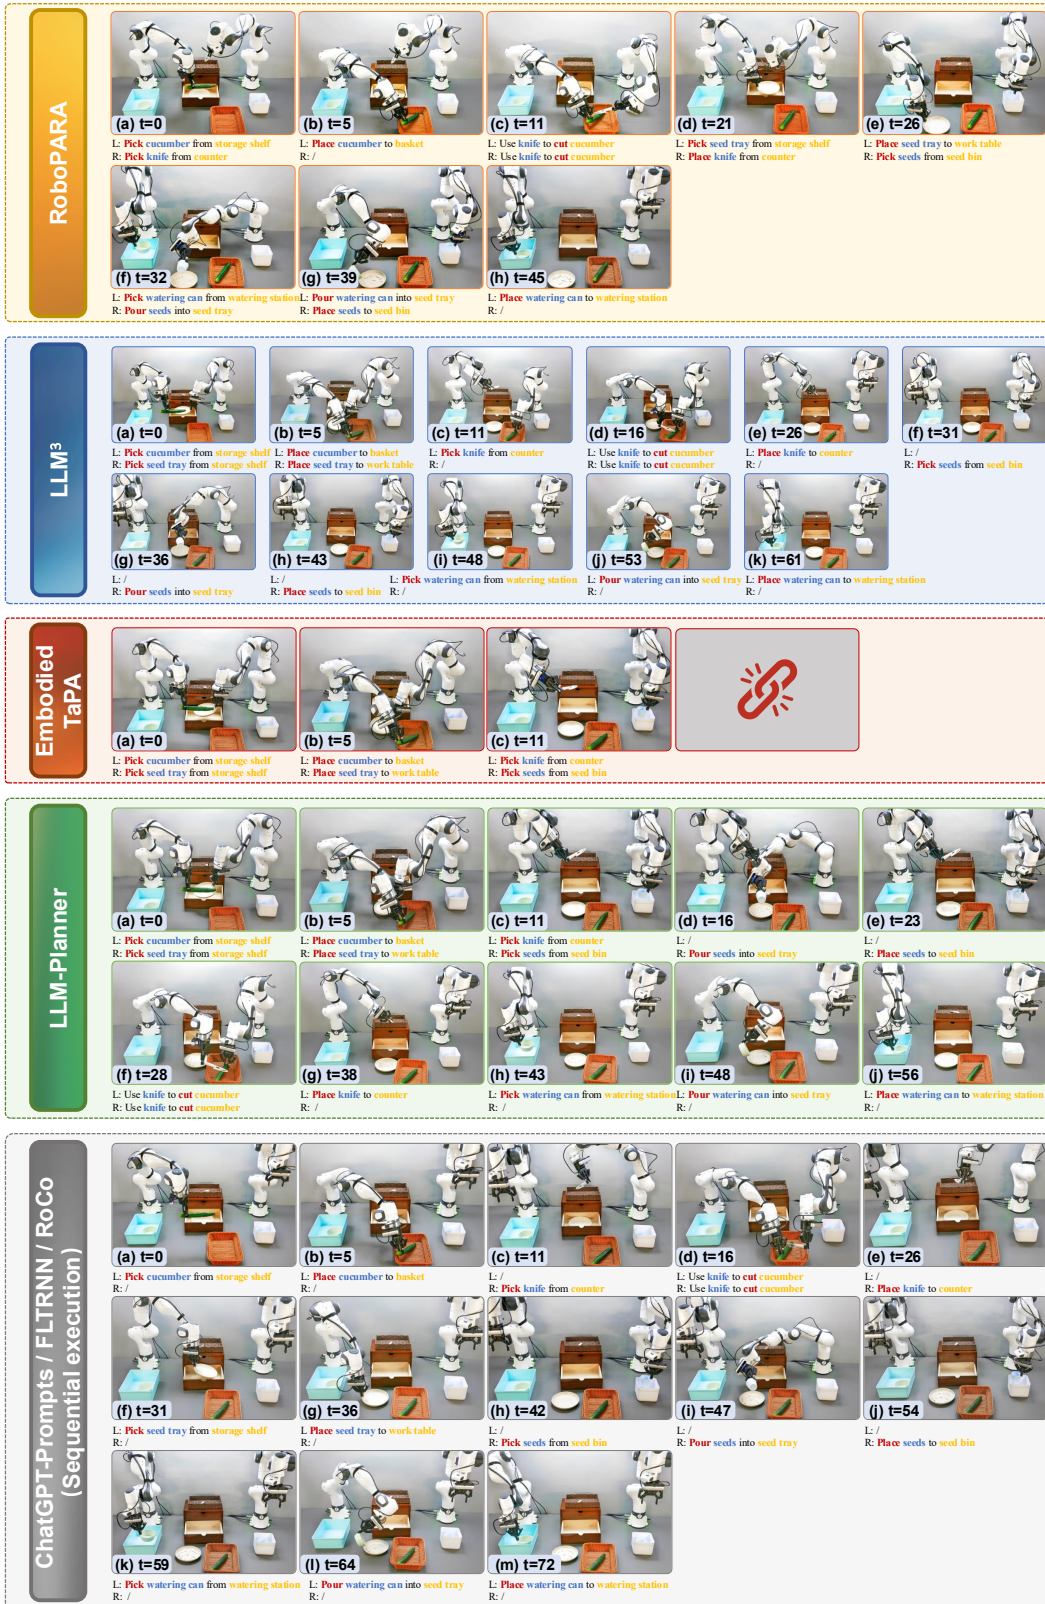 RoboPARA
(a) t=0
L: Pick cucumber from storage shelf
R: Pick knife from counter
(b) t=5
L: Place cucumber to basket
R: /
(c) t=11
L: Use knife to cut cucumber
R: Use knife to cut cucumber
(d) t=21
L: Pick seed tray from storage shelf
R: Place knife from counter
(e) t=26
L: Place seed tray to work table
R: Pick seeds from seed bin
(f) t=32
L: Pick watering can from watering station
R: Pour seeds into seed tray
(g) t=39
L: Pour watering can into seed tray
R: Place seeds to seed bin
(h) t=45
L: Place watering can to watering station
R: /
LLM³
(a) t=0
L: Pick cucumber from storage shelf
R: Pick seed tray from storage shelf
(b) t=5
L: Place cucumber to basket
R: Place seed tray to work table
(c) t=11
L: Pick knife from counter
R: /
(d) t=16
L: Use knife to cut cucumber
R: Use knife to cut cucumber
(e) t=26
L: Place knife to counter
R: /
(f) t=31
L: /
R: Pick seeds from seed bin
(g) t=36
L: /
R: Pour seeds into seed tray
(h) t=43
L: /
R: Place seeds to seed bin
(i) t=48
L: Pick watering can from watering station
R: /
(j) t=53
L: Pour watering can into seed tray
R: /
(k) t=61
L: Place watering can to watering station
R: /
Embodied
TaPA
(a) t=0
L: Pick cucumber from storage shelf
R: Pick seed tray from storage shelf
(b) t=5
L: Place cucumber to basket
R: Place seed tray to work table
(c) t=11
L: Pick knife from counter
R: Pick seeds from seed bin
LLM-Planner
(a) t=0
L: Pick cucumber from storage shelf
R: Pick seed tray from storage shelf
(b) t=5
L: Place cucumber to basket
R: Place seed tray to work table
(c) t=11
L: Pick knife from counter
R: Pick seeds from seed bin
(d) t=16
L: /
R: Pour seeds into seed tray
(e) t=23
L: /
R: Place seeds to seed bin
(f) t=28
L: Use knife to cut cucumber
R: Use knife to cut cucumber
(g) t=38
L: Place knife to counter
R: /
(h) t=43
L: Pick watering can from watering station
R: /
(i) t=48
L: Pour watering can into seed tray
R: /
(j) t=56
L: Place watering can to watering station
R: /
ChatGPT-Prompts / FLTRNN / RoCo
(Sequential execution)
(a) t=0
L: Pick cucumber from storage shelf
R: /
(b) t=5
L: Place cucumber to basket
R: /
(c) t=11
L: /
R: Pick knife from counter
(d) t=16
L: Use knife to cut cucumber
R: Use knife to cut cucumber
(e) t=26
L: /
R: Place knife to counter
(f) t=31
L: Pick seed tray from storage shelf
R: /
(g) t=36
L Place seed tray to work table
R: /
(h) t=42
L: /
R: Pick seeds from seed bin
(i) t=47
L: /
R: Pour seeds into seed tray
(j) t=54
L: /
R: Place seeds to seed bin
(k) t=59
L: Pick watering can from watering station
R: /
(l) t=64
L: Pour watering can into seed tray
R: /
(m) t=72
L: Place watering can to watering station
R: /